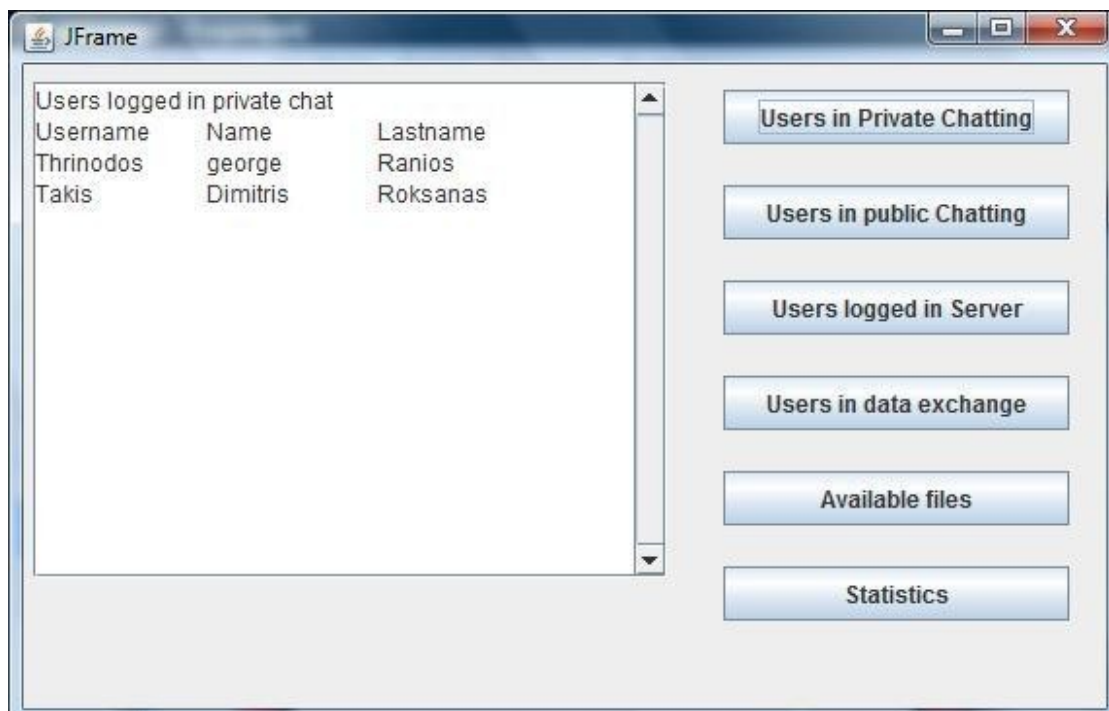 JFrame
Users logged in private chat
Username Name Lastname
Thrinodos george Ranios
Takis Dimitris Roksanas
Users in Private Chatting
Users in public Chatting
Users logged in Server
Users in data exchange
Available files
Statistics